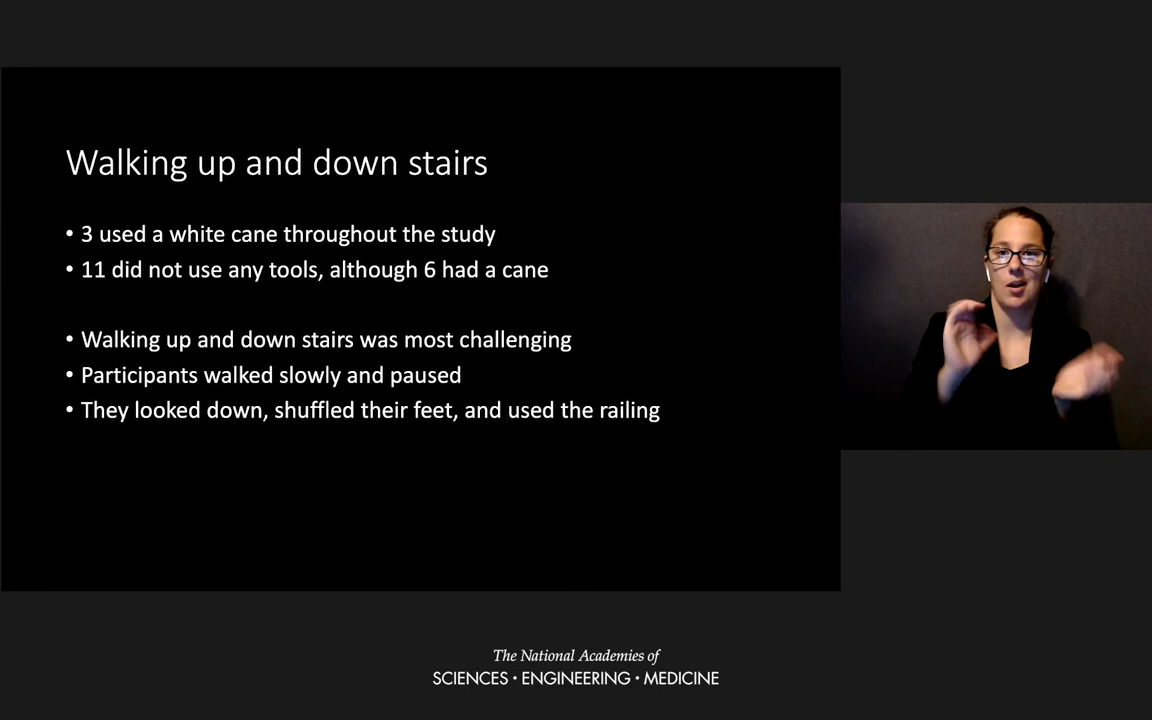 Walking up and down stairs
• 3 used a white cane throughout the study
• 11 did not use any tools, although 6 had a cane
• Walking up and down stairs was most challenging
• Participants walked slowly and paused
• They looked down, shuffled their feet, and used the railing
The National Academies of
SCIENCES • ENGINEERING • MEDICINE